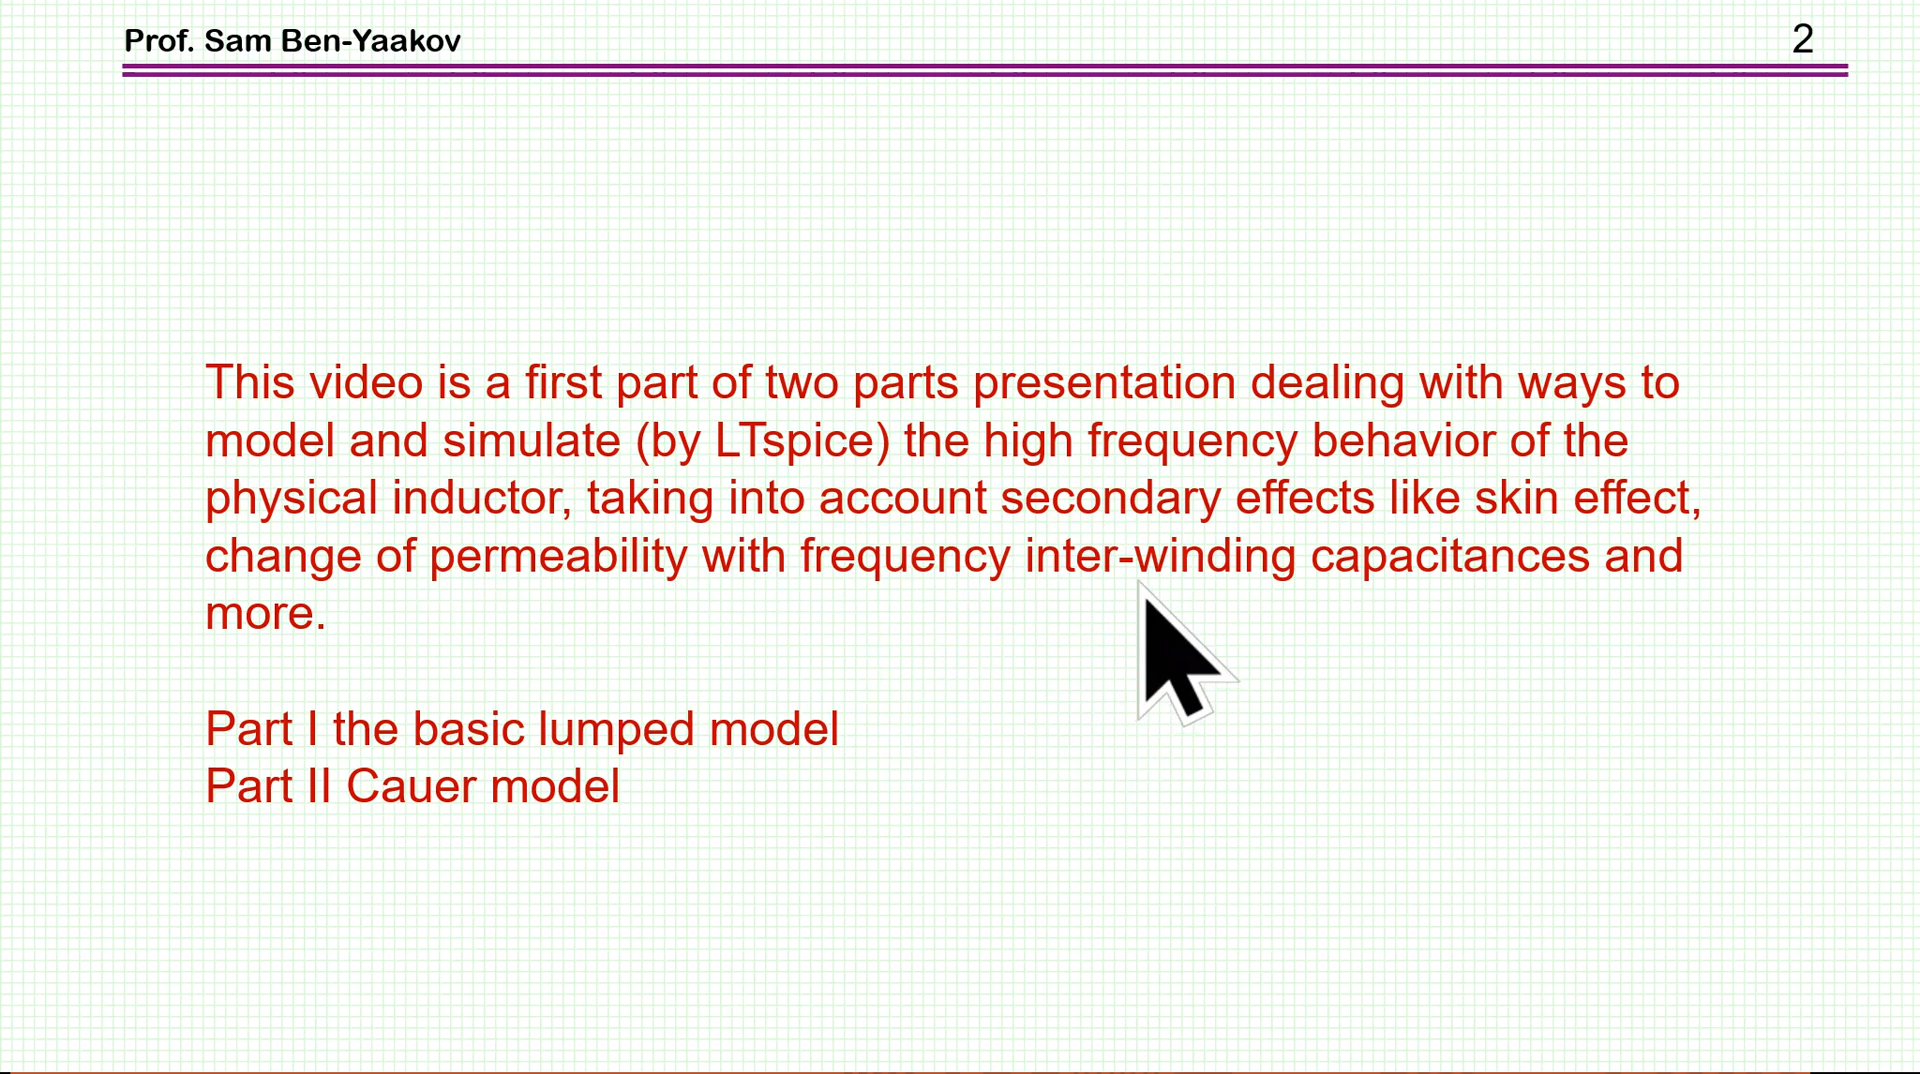 Prof. Sam Ben-Yaakov
2
This video is a first part of two parts presentation dealing with ways to
model and simulate (by LTspice) the high frequency behavior of the
physical inductor, taking into account secondary effects like skin effect,
change of permeability with frequency inter-winding capacitances and
more.
Part I the basic lumped model
Part II Cauer model